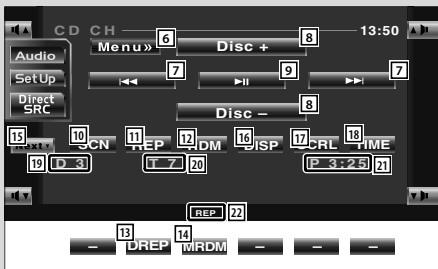 CD CH 13:50
Menu» 6 Disc + 8
Audio
7 9 7
SetUp
Direct
SRC
Disc – 8
15 10 11 12 16 17 18
Next SCN REP RDM DISP SCRL TIME
19 D 3 T 7 20 P 3:25 21
REP 22
13 14
– DREP MRDM – – –